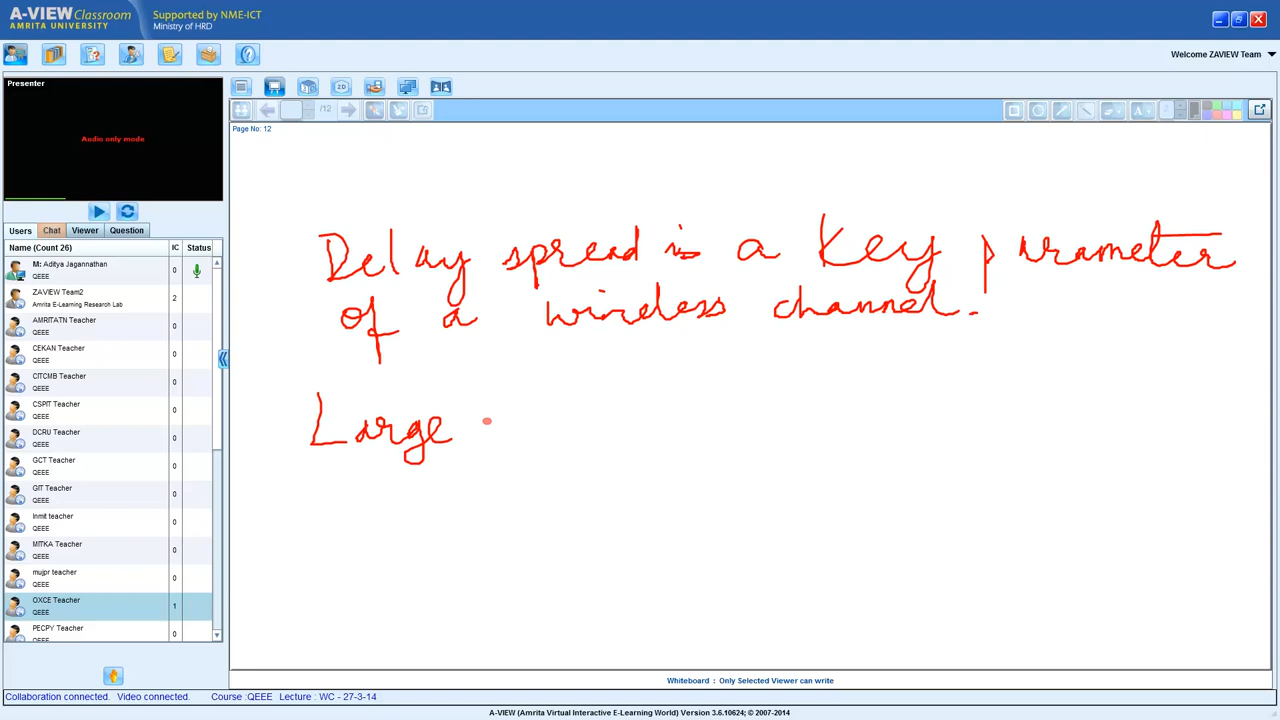 A-VIEW Classroom
AMRITA UNIVERSITY
Supported by NME-ICT
Ministry of HRD
Welcome ZAVIEW Team
Presenter
Audio only mode
/12
2D
A
2
Page No: 12
Users Chat Viewer Question
Name (Count 26) IC Status
M: Aditya Jagannathan 0
QEEE
ZAVIEW Team2 2
Amrita E-Learning Research Lab
AMRITATN Teacher 0
QEEE
CEKAN Teacher 0
QEEE
CITCMB Teacher 0
QEEE
CSPIT Teacher 0
QEEE
DCRU Teacher 0
QEEE
GCT Teacher 0
QEEE
GIT Teacher 0
QEEE
Inmit teacher 0
QEEE
MITKA Teacher 0
QEEE
mujpr teacher 0
QEEE
OXCE Teacher 1
QEEE
PECPY Teacher 0
QEEE
Delay spread is a Key parameter
of a wireless channel.
Large
Whiteboard : Only Selected Viewer can write
Collaboration connected. Video connected. Course :QEEE Lecture : WC - 27-3-14
A-VIEW (Amrita Virtual Interactive E-Learning World) Version 3.6.10624; © 2007-2014